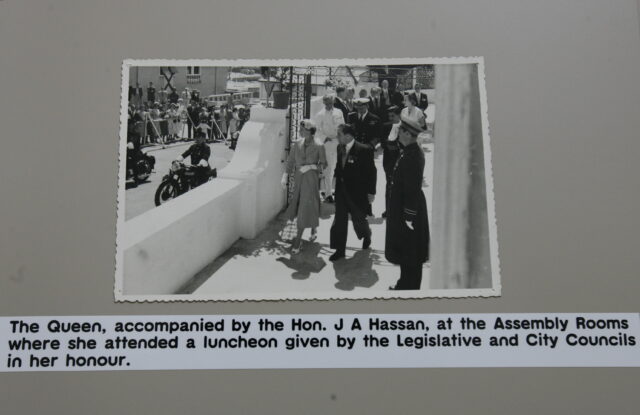 The Queen, accompanied by the Hon. J A Hassan, at the Assembly Rooms
where she attended a luncheon given by the Legislative and City Councils
in her honour.